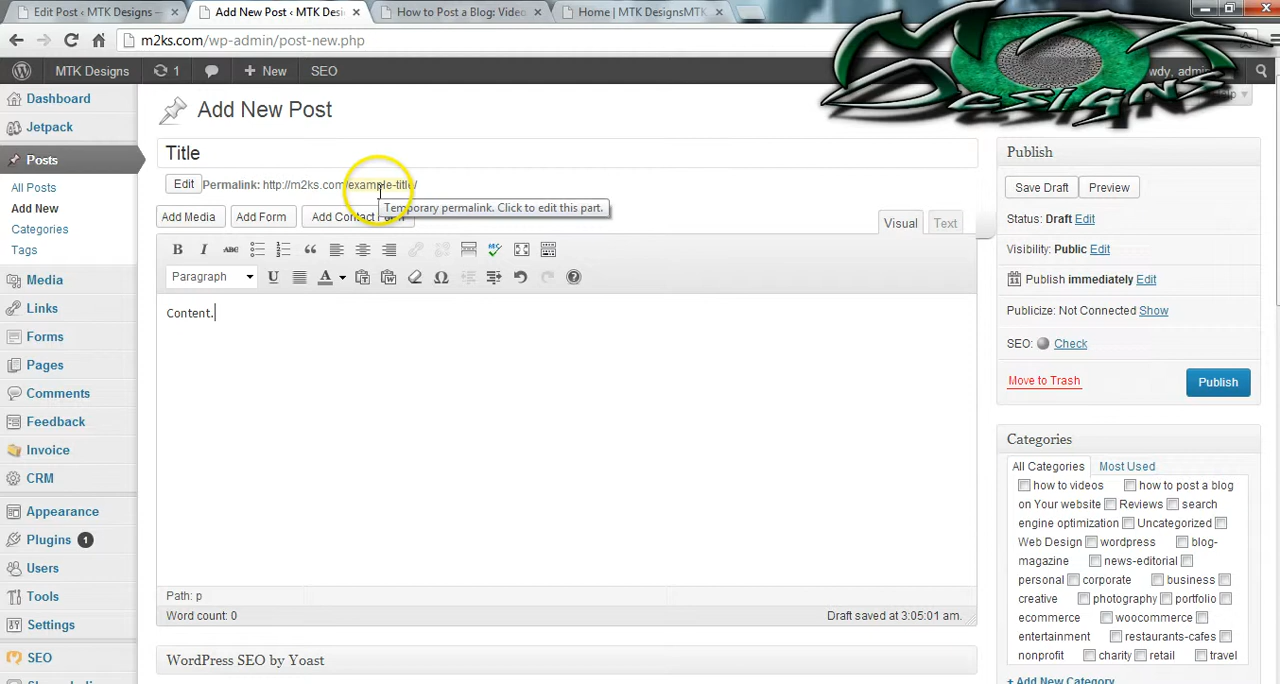 Edit Post ‹ MTK Designs –
Add New Post ‹ MTK Desi
How to Post a Blog: Video
Home | MTK DesignsMTK
m2ks.com/wp-admin/post-new.php
MTK Designs
1
New
SEO
wdy, admi
MTK
Designs
Dashboard
Jetpack
Posts
All Posts
Add New
Categories
Tags
Media
Links
Forms
Pages
Comments
Feedback
Invoice
CRM
Appearance
Plugins 1
Users
Tools
Settings
SEO
Add New Post
Title
Edit Permalink: http://m2ks.com/example-title/
Temporary permalink. Click to edit this part.
Add Media
Add Form
Add Contact
Visual
Text
B I ABC
Paragraph
U
A
Content.
Path: p
Word count: 0
Draft saved at 3:05:01 am.
WordPress SEO by Yoast
Publish
Save Draft
Preview
Status: Draft Edit
Visibility: Public Edit
Publish immediately Edit
Publicize: Not Connected Show
SEO: Check
Move to Trash
Publish
Categories
All Categories
Most Used
how to videos how to post a blog
on Your website Reviews search
engine optimization Uncategorized
Web Design wordpress blog-
magazine news-editorial
personal corporate business
creative photography portfolio
ecommerce woocommerce
entertainment restaurants-cafes
nonprofit charity retail travel
+ Add New Category